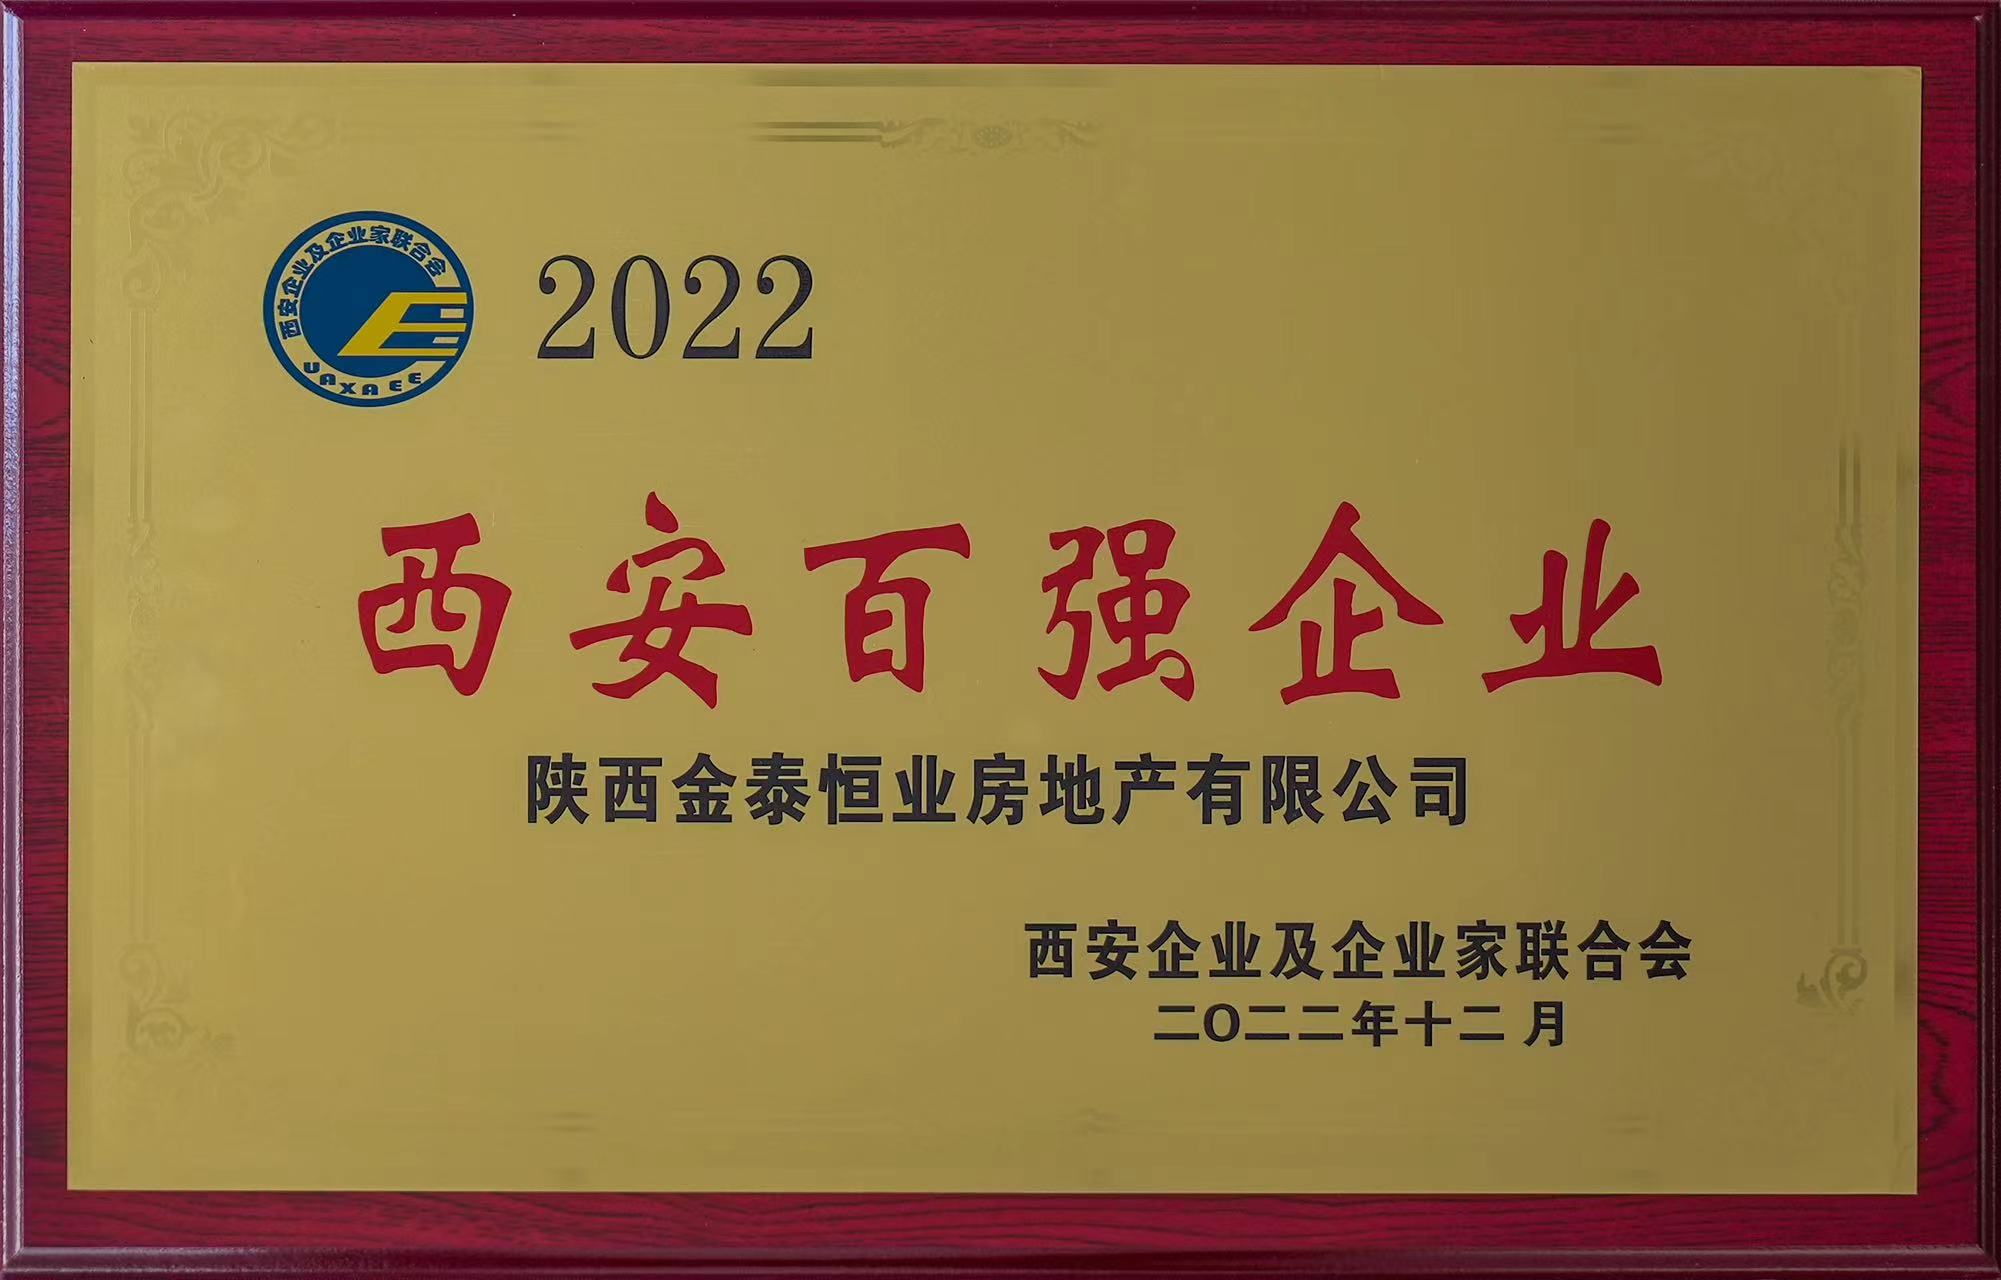 西安企业及企业家联合会
UAXAEE
2022
西安百强企业
陕西金泰恒业房地产有限公司
西安企业及企业家联合会
二〇二二年十二月